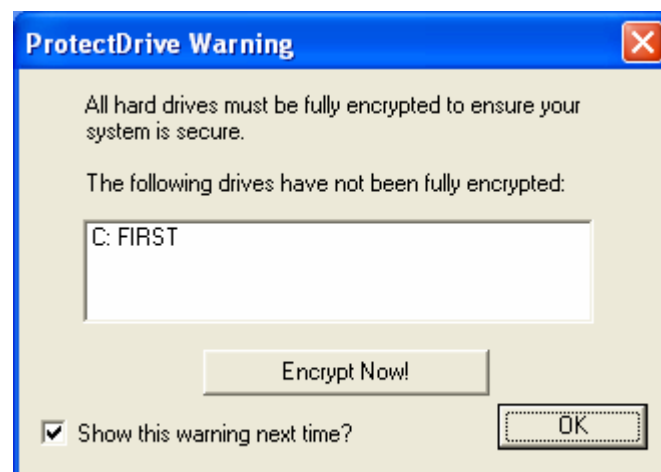 ProtectDrive Warning
All hard drives must be fully encrypted to ensure your
system is secure.
The following drives have not been fully encrypted:
C: FIRST
Encrypt Now!
Show this warning next time?
OK